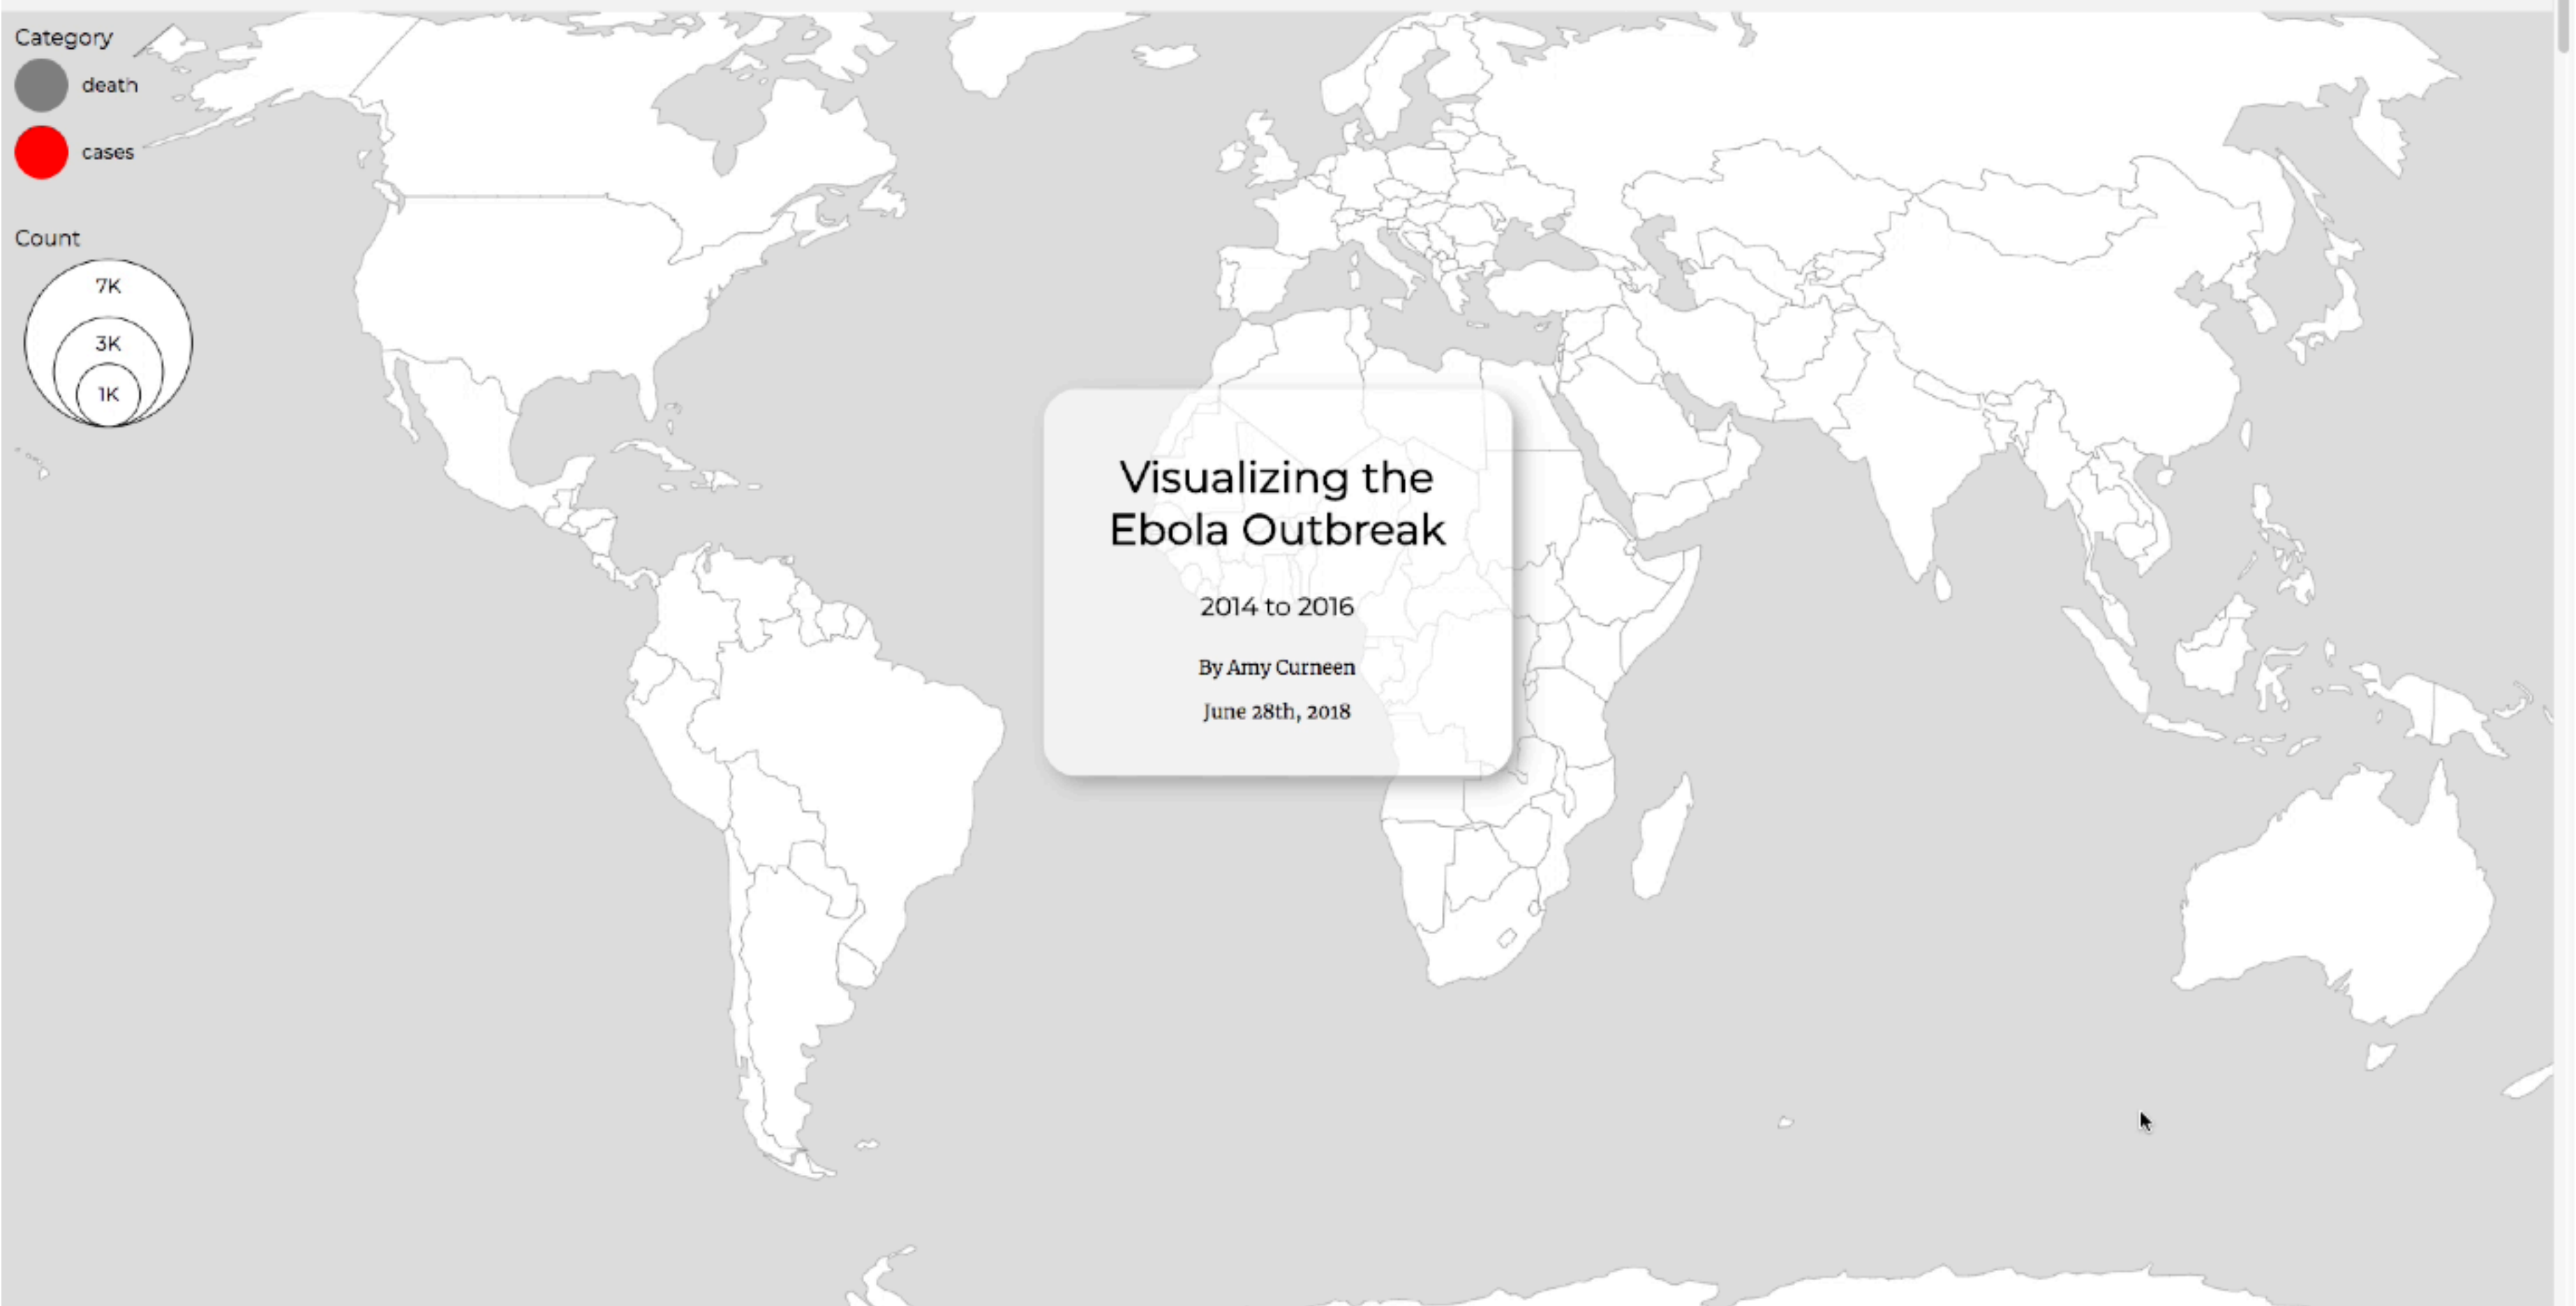 Category
death
cases
Count
7K
3K
1K
Visualizing the
Ebola Outbreak
2014 to 2016
By Amy Curneen
June 28th, 2018